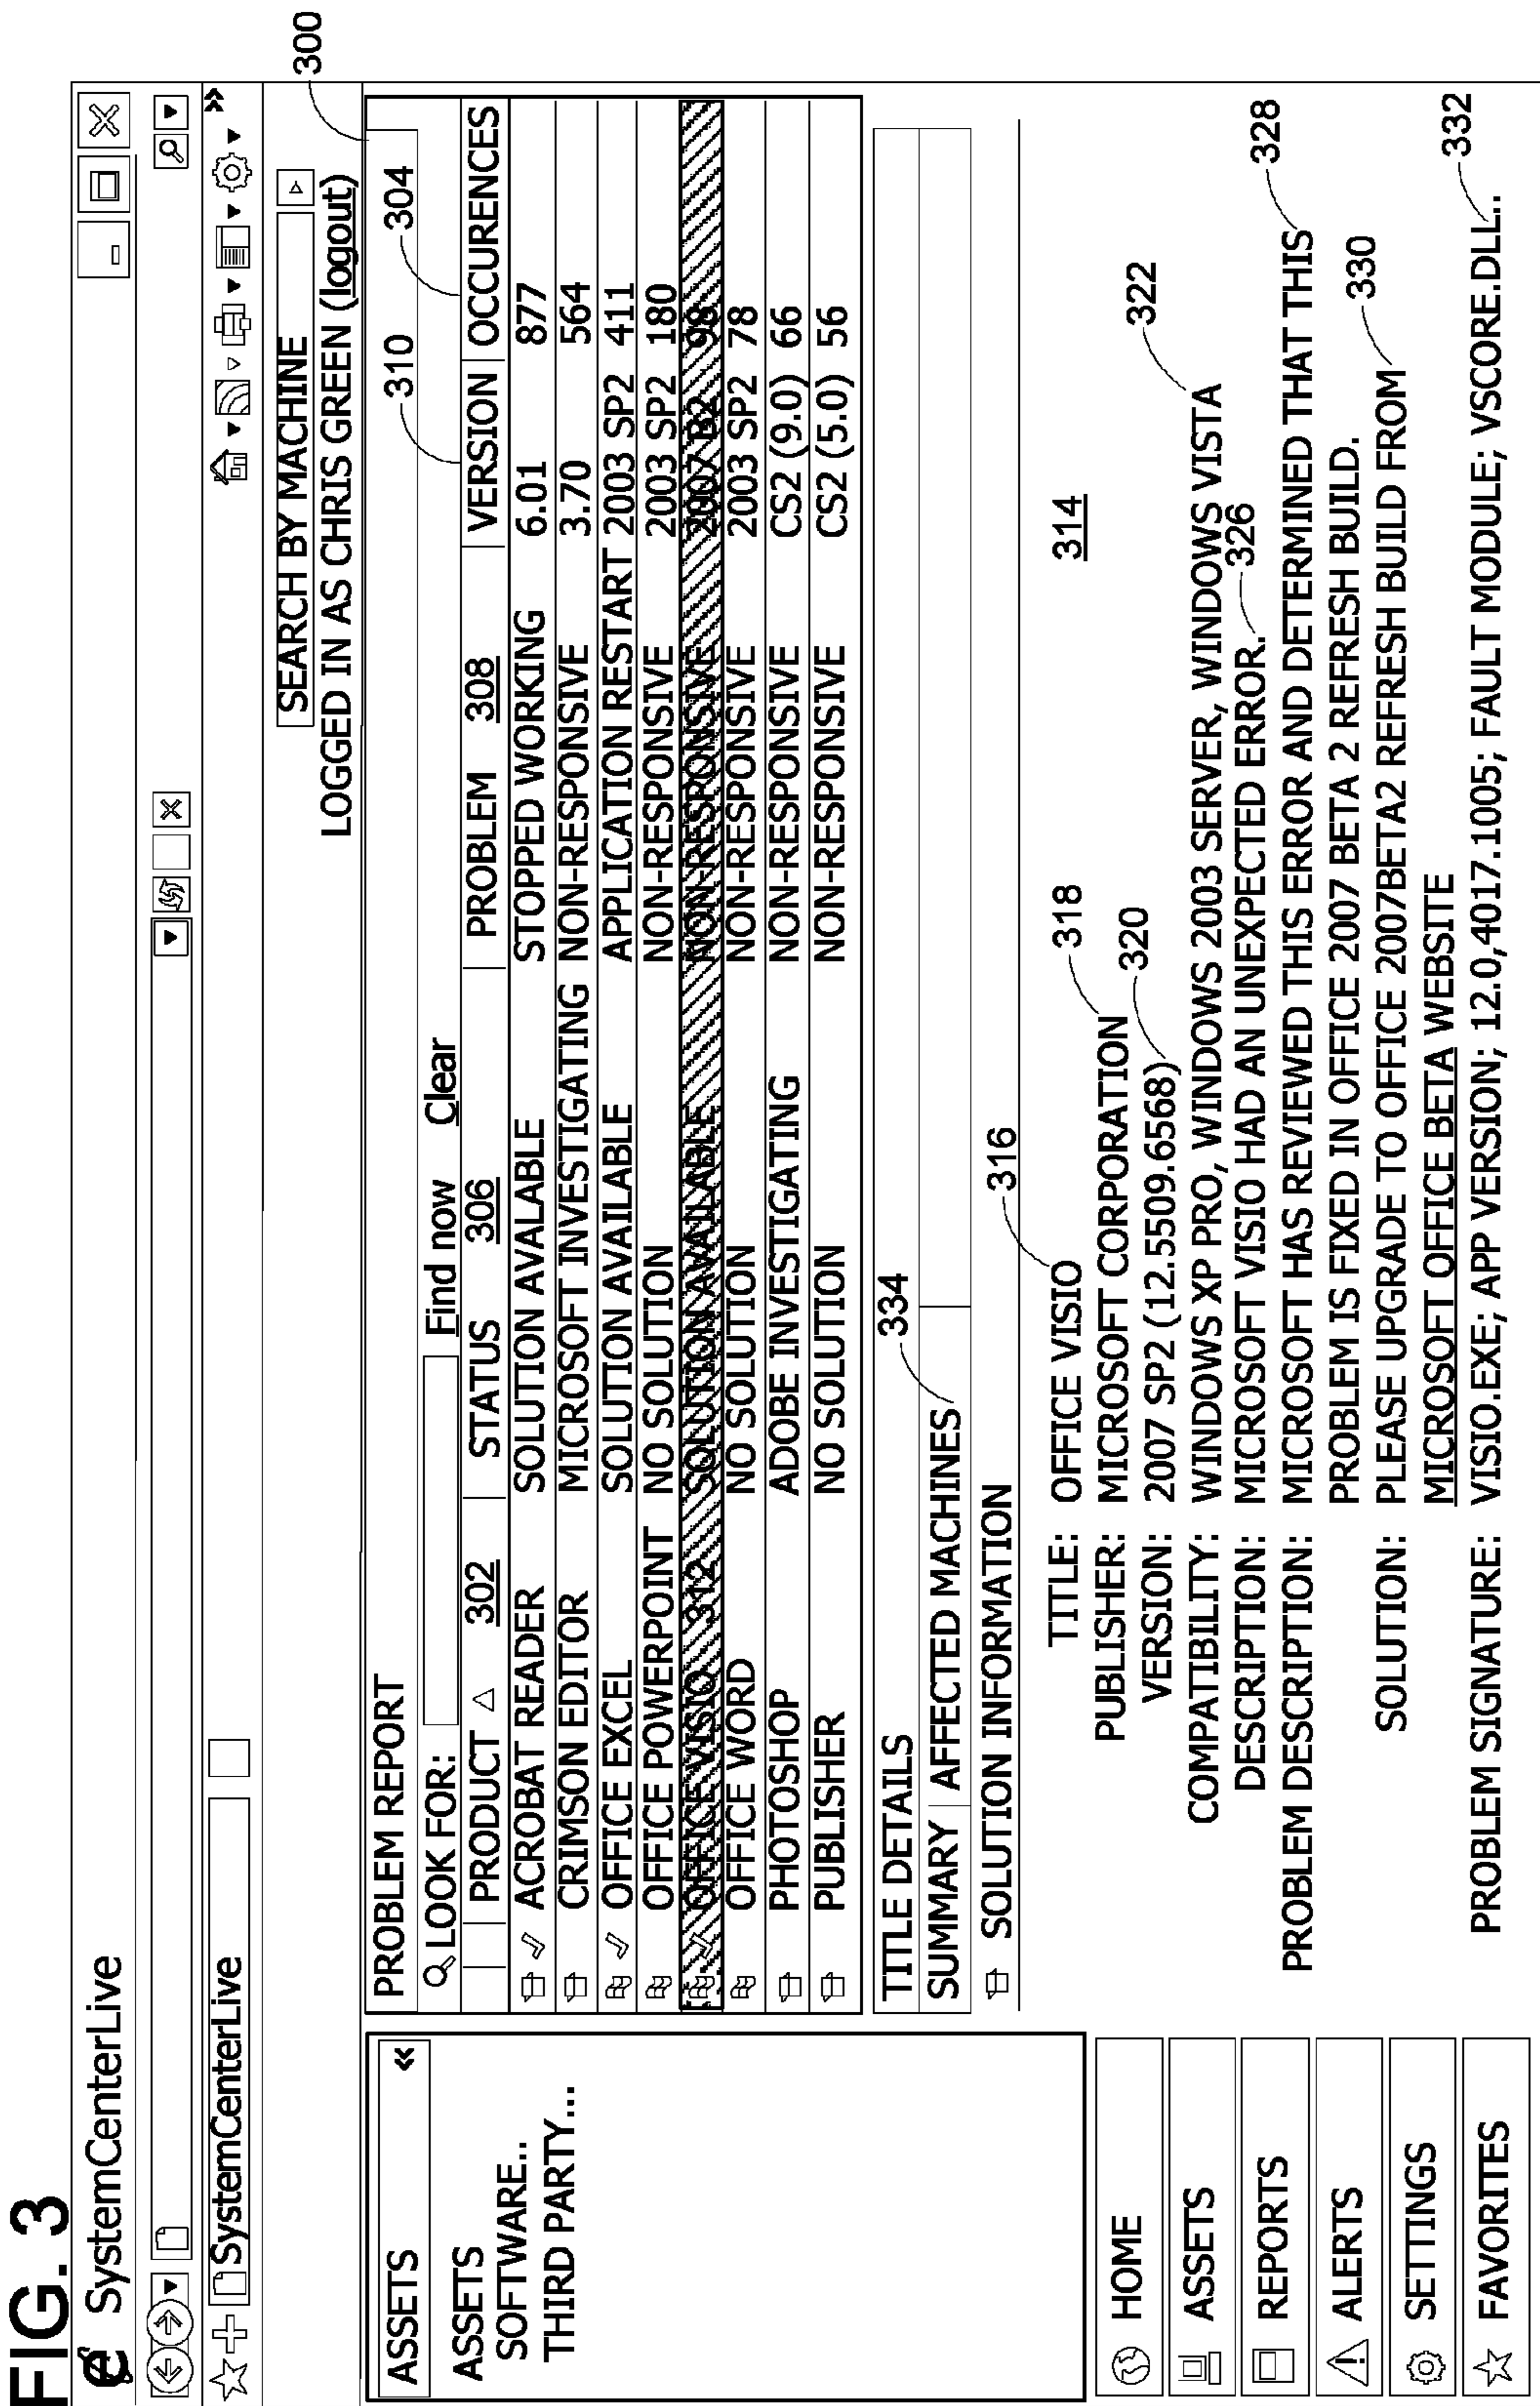 FIG. 3
SystemCenterLive
SystemCenterLive
SEARCH BY MACHINE
LOGGED IN AS CHRIS GREEN (logout)
300
ASSETS
ASSETS
SOFTWARE..
THIRD PARTY...
HOME
ASSETS
REPORTS
ALERTS
SETTINGS
FAVORITES
PROBLEM REPORT
LOOK FOR: Find now Clear
310 304
PRODUCT 302 STATUS 306 PROBLEM 308 VERSION OCCURENCES
ACROBAT READER SOLUTION AVALABLE STOPPED WORKING 6.01 877
CRIMSON EDITOR MICROSOFT INVESTIGATING NON-RESPONSIVE 3.70 564
OFFICE EXCEL SOLUTION AVAILABLE APPLICATION RESTART 2003 SP2 411
OFFICE POWERPOINT NO SOLUTION NON-RESPONSIVE 2003 SP2 180
OFFICE VISIO 312 SOLUTION AVAILABLE NON-RESPONSIVE 2007 B2 98
OFFICE WORD NO SOLUTION NON-RESPONSIVE 2003 SP2 78
PHOTOSHOP ADOBE INVESTIGATING NON-RESPONSIVE CS2 (9.0) 66
PUBLISHER NO SOLUTION NON-RESPONSIVE CS2 (5.0) 56
TITLE DETAILS
334
SUMMARY AFFECTED MACHINES
SOLUTION INFORMATION
316
314
TITLE: OFFICE VISIO
318
PUBLISHER: MICROSOFT CORPORATION
320
VERSION: 2007 SP2 (12.5509.6568)
322
COMPATIBILITY: WINDOWS XP PRO, WINDOWS 2003 SERVER, WINDOWS VISTA
DESCRIPTION: MICROSOFT VISIO HAD AN UNEXPECTED ERROR. 326
PROBLEM DESCRIPTION: MICROSOFT HAS REVIEWED THIS ERROR AND DETERMINED THAT THIS 328
PROBLEM IS FIXED IN OFFICE 2007 BETA 2 REFRESH BUILD.
SOLUTION: PLEASE UPGRADE TO OFFICE 2007BETA2 REFRESH BUILD FROM 330
MICROSOFT OFFICE BETA WEBSITE
PROBLEM SIGNATURE: VISIO.EXE; APP VERSION; 12.0,4017.1005; FAULT MODULE; VSCORE.DLL.. 332